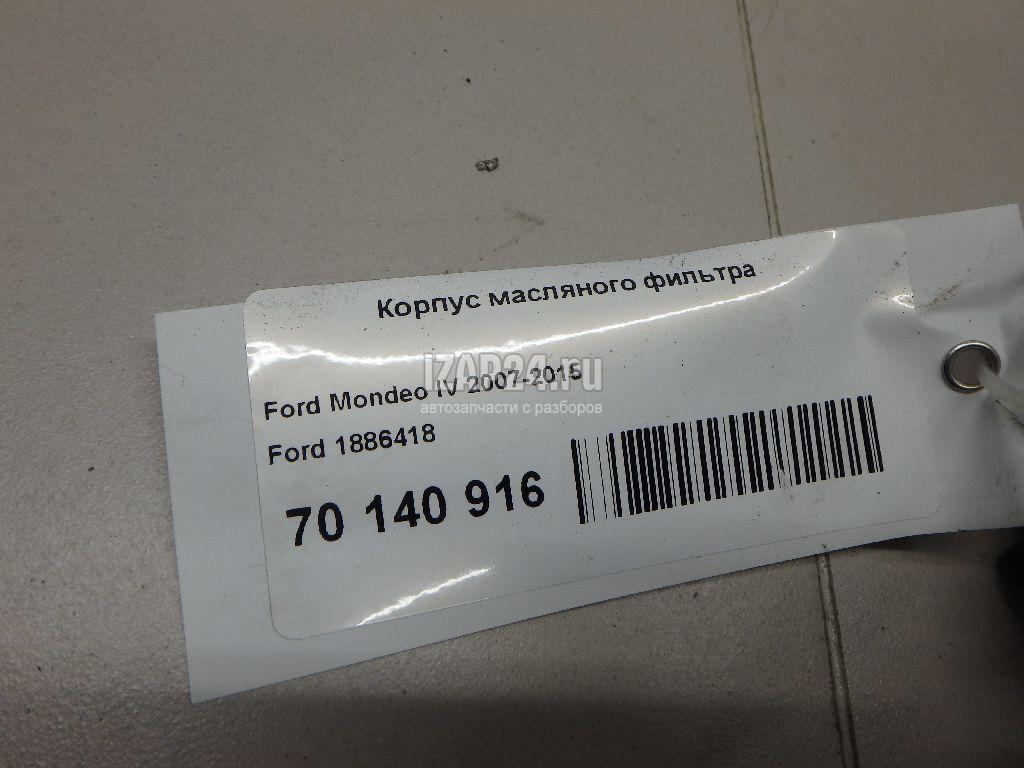 Корпус масляного фильтра
iZAP24.ru
Ford Mondeo IV 2007-2015
автозапчасти с разборов
Ford 1886418
70 140 916